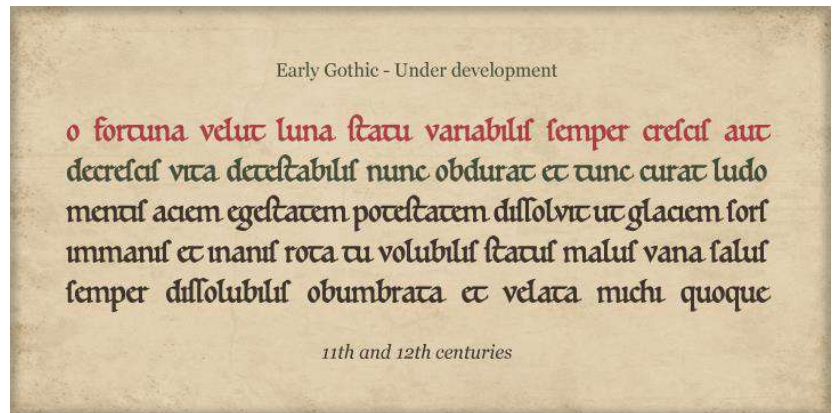 Early Gothic - Under development
o fortuna velut luna ſtatu variabiliſ ſemper creſciſ aut
decreſciſ vita deteſtabiliſ nunc obdurat et tunc curat ludo
mentiſ aciem egeſtatem poteſtatem diſſolvit ut glaciem ſorſ
immaniſ et inaniſ rota tu volubiliſ ſtatuſ maluſ vana ſaluſ
ſemper diſſolubiliſ obumbrata et velata michi quoque
11th and 12th centuries